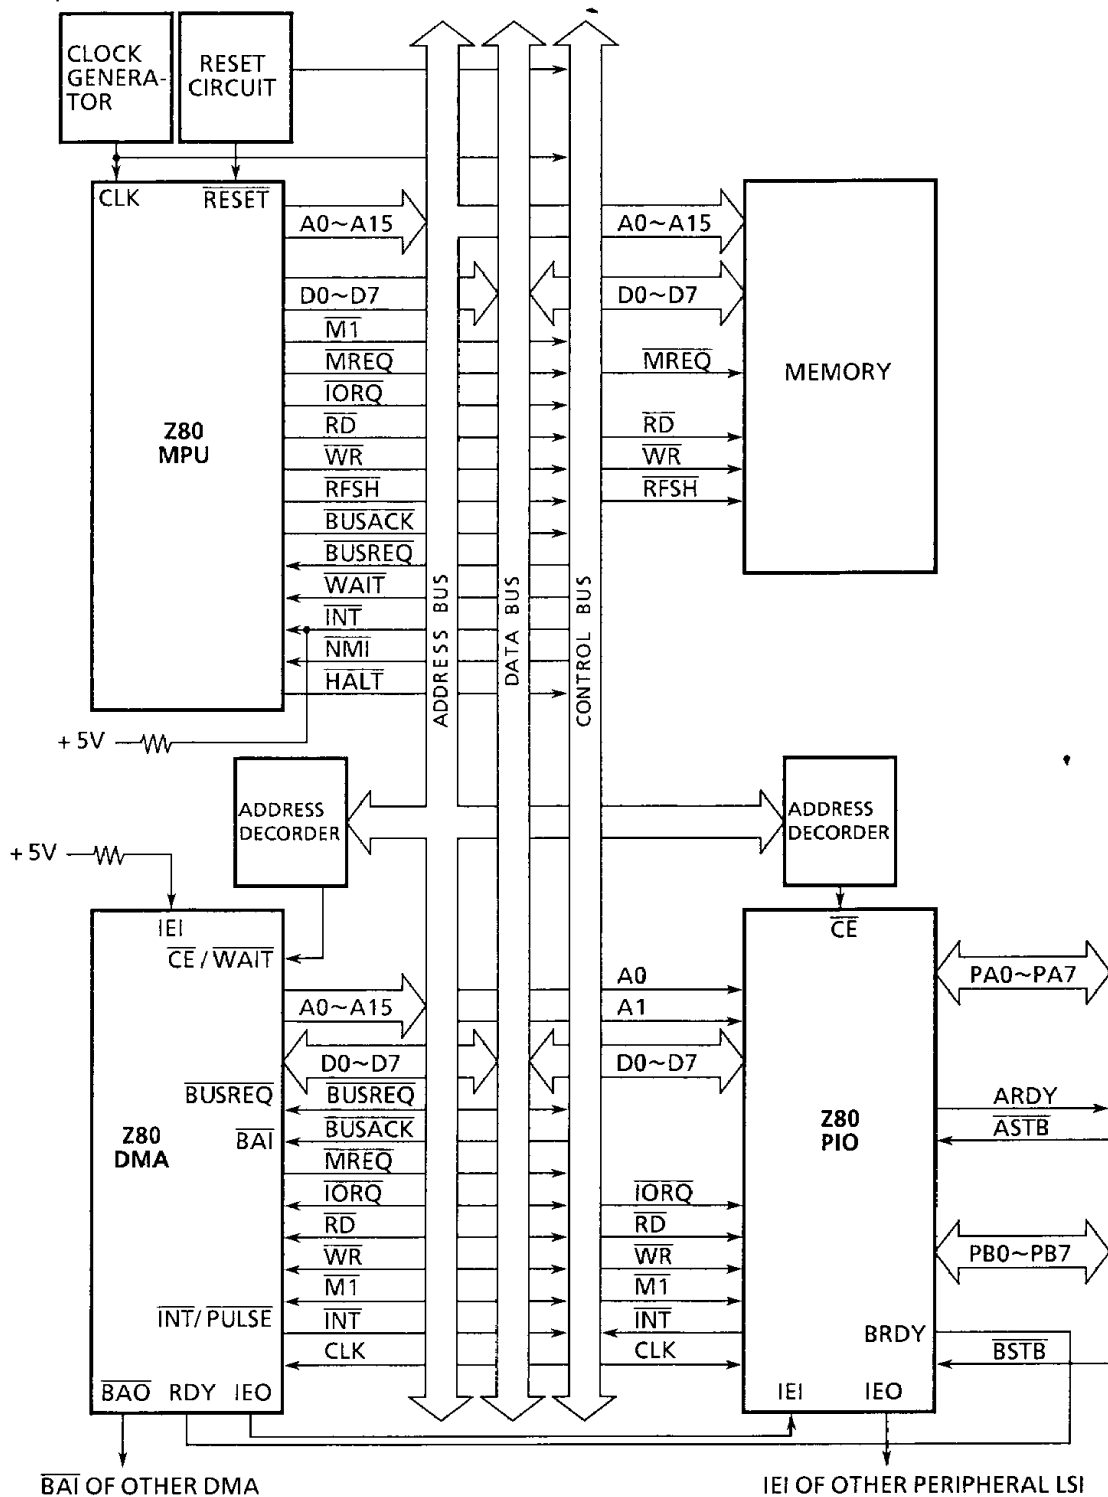 CLOCK
GENERA-
TOR
RESET
CIRCUIT
CLK
RESET
A0~A15
A0~A15
D0~D7
D0~D7
M1
MREQ
MREQ
MEMORY
IORQ
Z80
MPU
RD
RD
WR
WR
RFSH
RFSH
BUSACK
BUSREQ
WAIT
INT
NMI
HALT
ADDRESS BUS
DATA BUS
CONTROL BUS
+5V
ADDRESS
DECORDER
ADDRESS
DECORDER
+5V
IEI
CE/WAIT
CE
A0~A15
A0
A1
PA0~PA7
D0~D7
D0~D7
BUSREQ
BUSREQ
ARDY
BAI
BUSACK
ASTB
Z80
DMA
Z80
PIO
MREQ
IORQ
IORQ
RD
RD
WR
WR
PB0~PB7
M1
M1
INT/PULSE
INT
INT
BRDY
CLK
CLK
BSTB
BAO
RDY
IEO
IEI
IEO
BAI OF OTHER DMA
IEI OF OTHER PERIPHERAL LSI